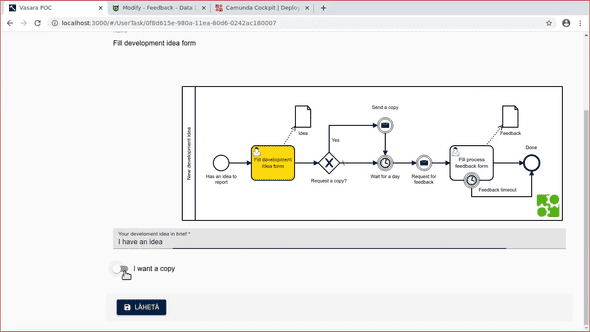 Vasara POC
Modify - Feedback - Data
Camunda Cockpit | Deploy
localhost:3000/#/UserTask/0f8d615e-980a-11ea-80d6-0242ac180007
Fill development idea form
New development idea
Has an idea to
report
Fill development
idea form
Idea
Request a copy?
Yes
Send a copy
Wait for a day
Request for
feedback
Fill process
feedback form
Feedback
Feedback timeout
Done
Your develoment idea in brief *
I have an idea
I want a copy
LÄHETÄ